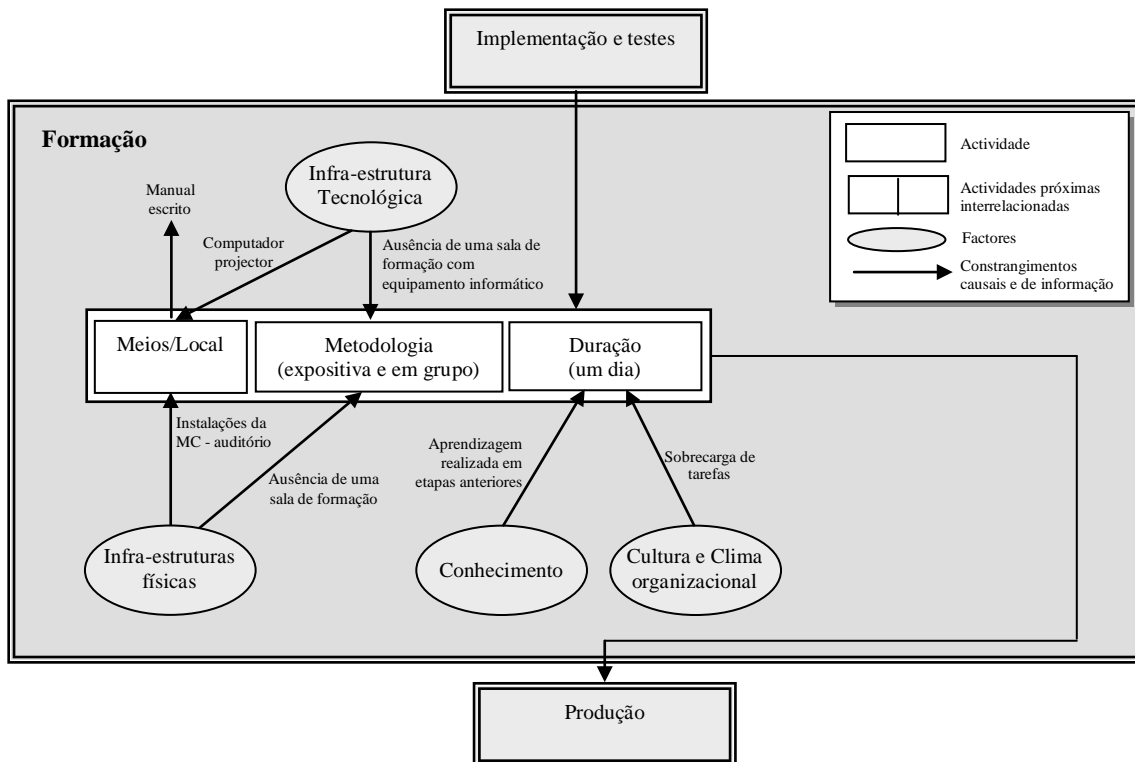 Implementação e testes
Formação
Infra-estrutura
Tecnológica
Manual
escrito
Computador
projector
Ausência de uma sala de
formação com
equipamento informático
Actividade
Actividades próximas
interrelacionadas
Factores
Constrangimentos
causais e de informação
Meios/Local
Metodologia
(expositiva e em grupo)
Duração
(um dia)
Instalações da
MC - auditório
Ausência de uma
sala de formação
Aprendizagem
realizada em
etapas anteriores
Sobrecarga de
tarefas
Infra-estruturas
físicas
Conhecimento
Cultura e Clima
organizacional
Produção